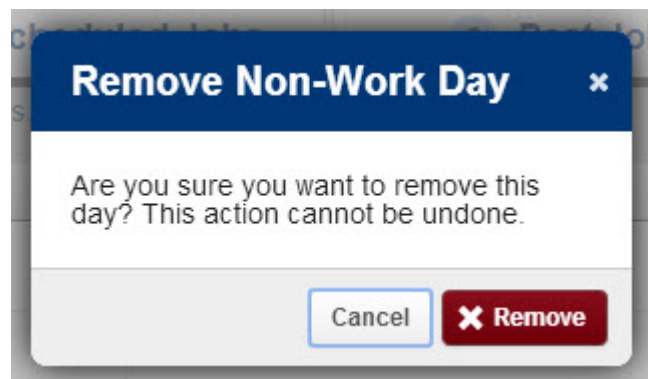 Remove Non-Work Day ×
Are you sure you want to remove this
day? This action cannot be undone.
Cancel ✖ Remove